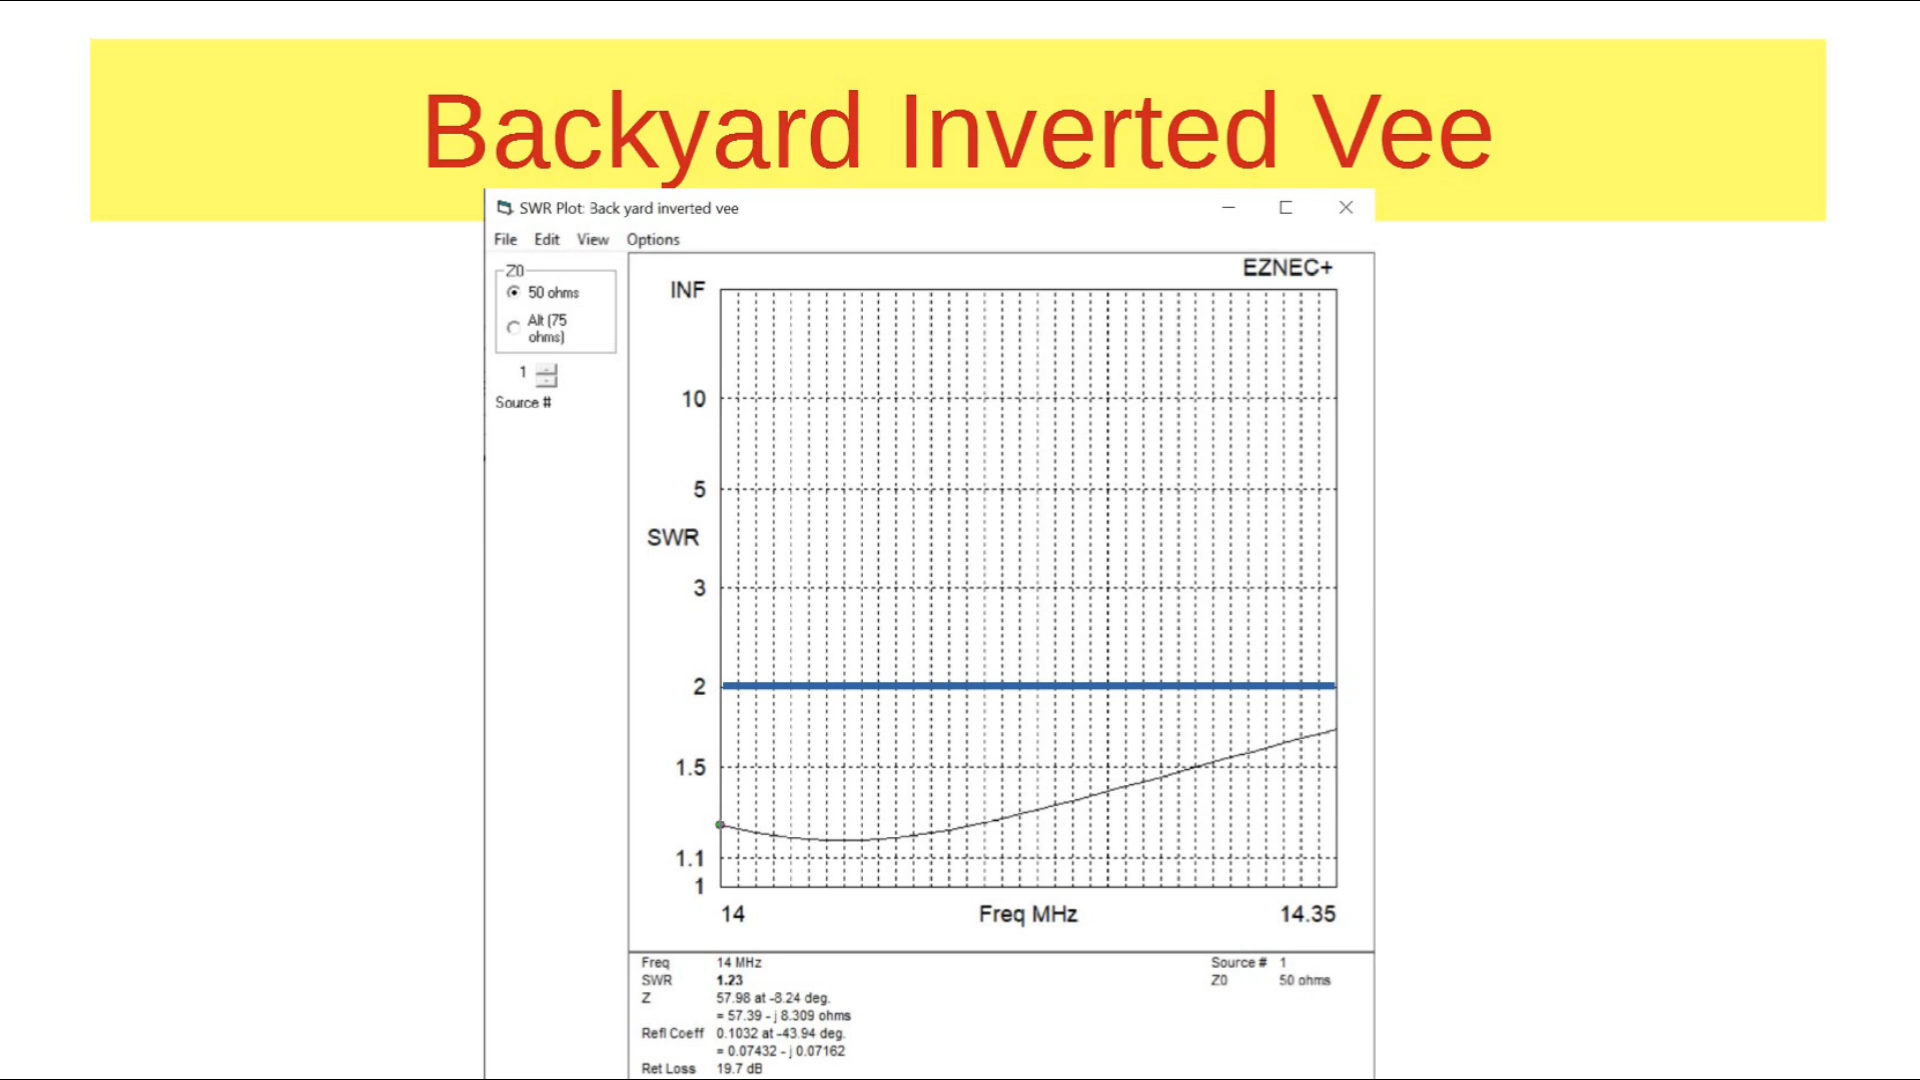 Backyard Inverted Vee
SWR Plot: Back yard inverted vee
File Edit View Options
Z0
50 ohms
Alt (75
ohms)
1
Source #
EZNEC+
INF
10
5
SWR
3
2
1.5
1.1
1
14 Freq MHz 14.35
Freq 14 MHz Source # 1
SWR 1.23 Z0 50 ohms
Z 57.98 at -8.24 deg.
= 57.39 - j 8.309 ohms
Refl Coeff 0.1032 at -43.94 deg.
= 0.07432 - j 0.07162
Ret Loss 19.7 dB